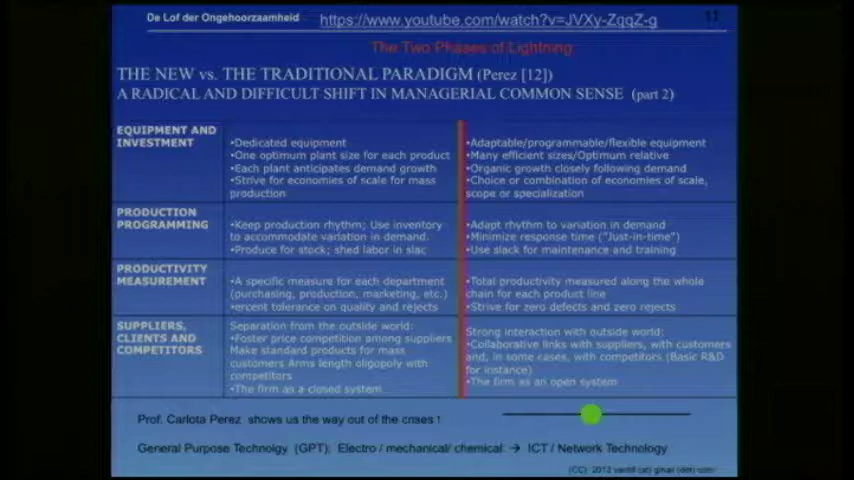 De Lof der Ongehoorzaamheid
https://www.youtube.com/watch?v=JVXy-ZqqZ-g
The Two Phases of Lightning
THE NEW vs. THE TRADITIONAL PARADIGM (Perez [12])
A RADICAL AND DIFFICULT SHIFT IN MANAGERIAL COMMON SENSE (part 2)
EQUIPMENT AND
INVESTMENT
•Dedicated equipment
•One optimum plant size for each product
•Each plant anticipates demand growth
•Strive for economies of scale for mass
production
•Adaptable/programmable/flexible equipment
•Many efficient sizes/Optimum relative
•Organic growth closely following demand
•Choice or combination of economies of scale,
scope or specialization
PRODUCTION
PROGRAMMING
•Keep production rhythm; Use inventory
to accommodate variation in demand.
•Produce for stock; shed labor in slac
•Adapt rhythm to variation in demand
•Minimize response time ("Just-in-time")
•Use slack for maintenance and training
PRODUCTIVITY
MEASUREMENT
•A specific measure for each department
(purchasing, production, marketing, etc.)
•ercent tolerance on quality and rejects
•Total productivity measured along the whole
chain for each product line
•Strive for zero defects and zero rejects
SUPPLIERS,
CLIENTS AND
COMPETITORS
Separation from the outside world:
•Foster price competition among suppliers
Make standard products for mass
customers Arms length oligopoly with
competitors
•The firm as a closed system
Strong interaction with outside world:
•Collaborative links with suppliers, with customers
and, in some cases, with competitors (Basic R&D
for instance)
•The firm as an open system
Prof. Carlota Perez shows us the way out of the crises !
General Purpose Technolgy (GPT): Electro / mechanical/ chemical → ICT / Network Technology
(CC) 2012